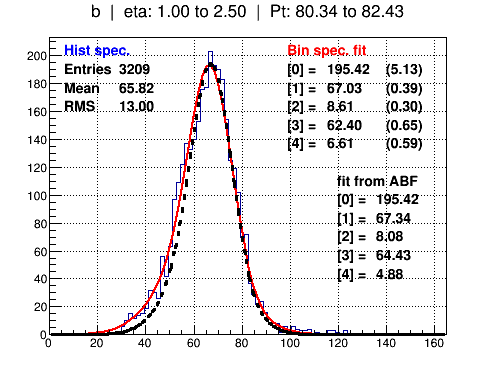 b | eta: 1.00 to 2.50 | Pt: 80.34 to 82.43
Hist spec.
Entries 3209
Mean 65.82
RMS 13.00
Bin spec. fit
[0] = 195.42 (5.13)
[1] = 67.03 (0.39)
[2] = 8.61 (0.30)
[3] = 62.40 (0.65)
[4] = 6.61 (0.59)
fit from ABF
[0] = 195.42
[1] = 67.34
[2] = 8.08
[3] = 64.43
[4] = 4.88
200
180
160
140
120
100
80
60
40
20
0
0 20 40 60 80 100 120 140 160